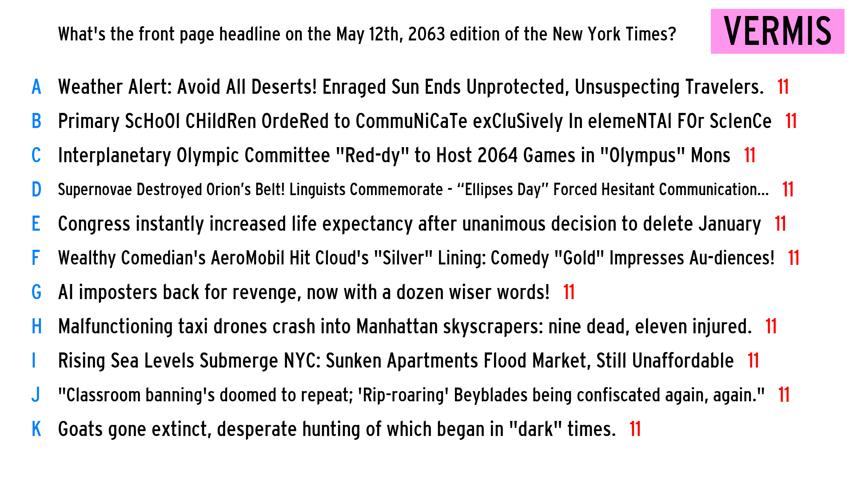 What's the front page headline on the May 12th, 2063 edition of the New York Times?
VERMIS
A Weather Alert: Avoid All Deserts! Enraged Sun Ends Unprotected, Unsuspecting Travelers. 11
B Primary ScHoOl CHildRen OrdeReD to CommuNiCaTe exCluSively In elemeNTAl FOr ScIenCe 11
C Interplanetary Olympic Committee "Red-dy" to Host 2064 Games in "Olympus" Mons 11
D Supernovae Destroyed Orion's Belt! Linguists Commemorate - “Ellipses Day” Forced Hesitant Communication... 11
E Congress instantly increased life expectancy after unanimous decision to delete January 11
F Wealthy Comedian's AeroMobil Hit Cloud's "Silver" Lining: Comedy "Gold" Impresses Au-diences! 11
G AI imposters back for revenge, now with a dozen wiser words! 11
H Malfunctioning taxi drones crash into Manhattan skyscrapers: nine dead, eleven injured. 11
I Rising Sea Levels Submerge NYC: Sunken Apartments Flood Market, Still Unaffordable 11
J "Classroom banning's doomed to repeat; 'Rip-roaring' Beyblades being confiscated again, again." 11
K Goats gone extinct, desperate hunting of which began in "dark" times. 11